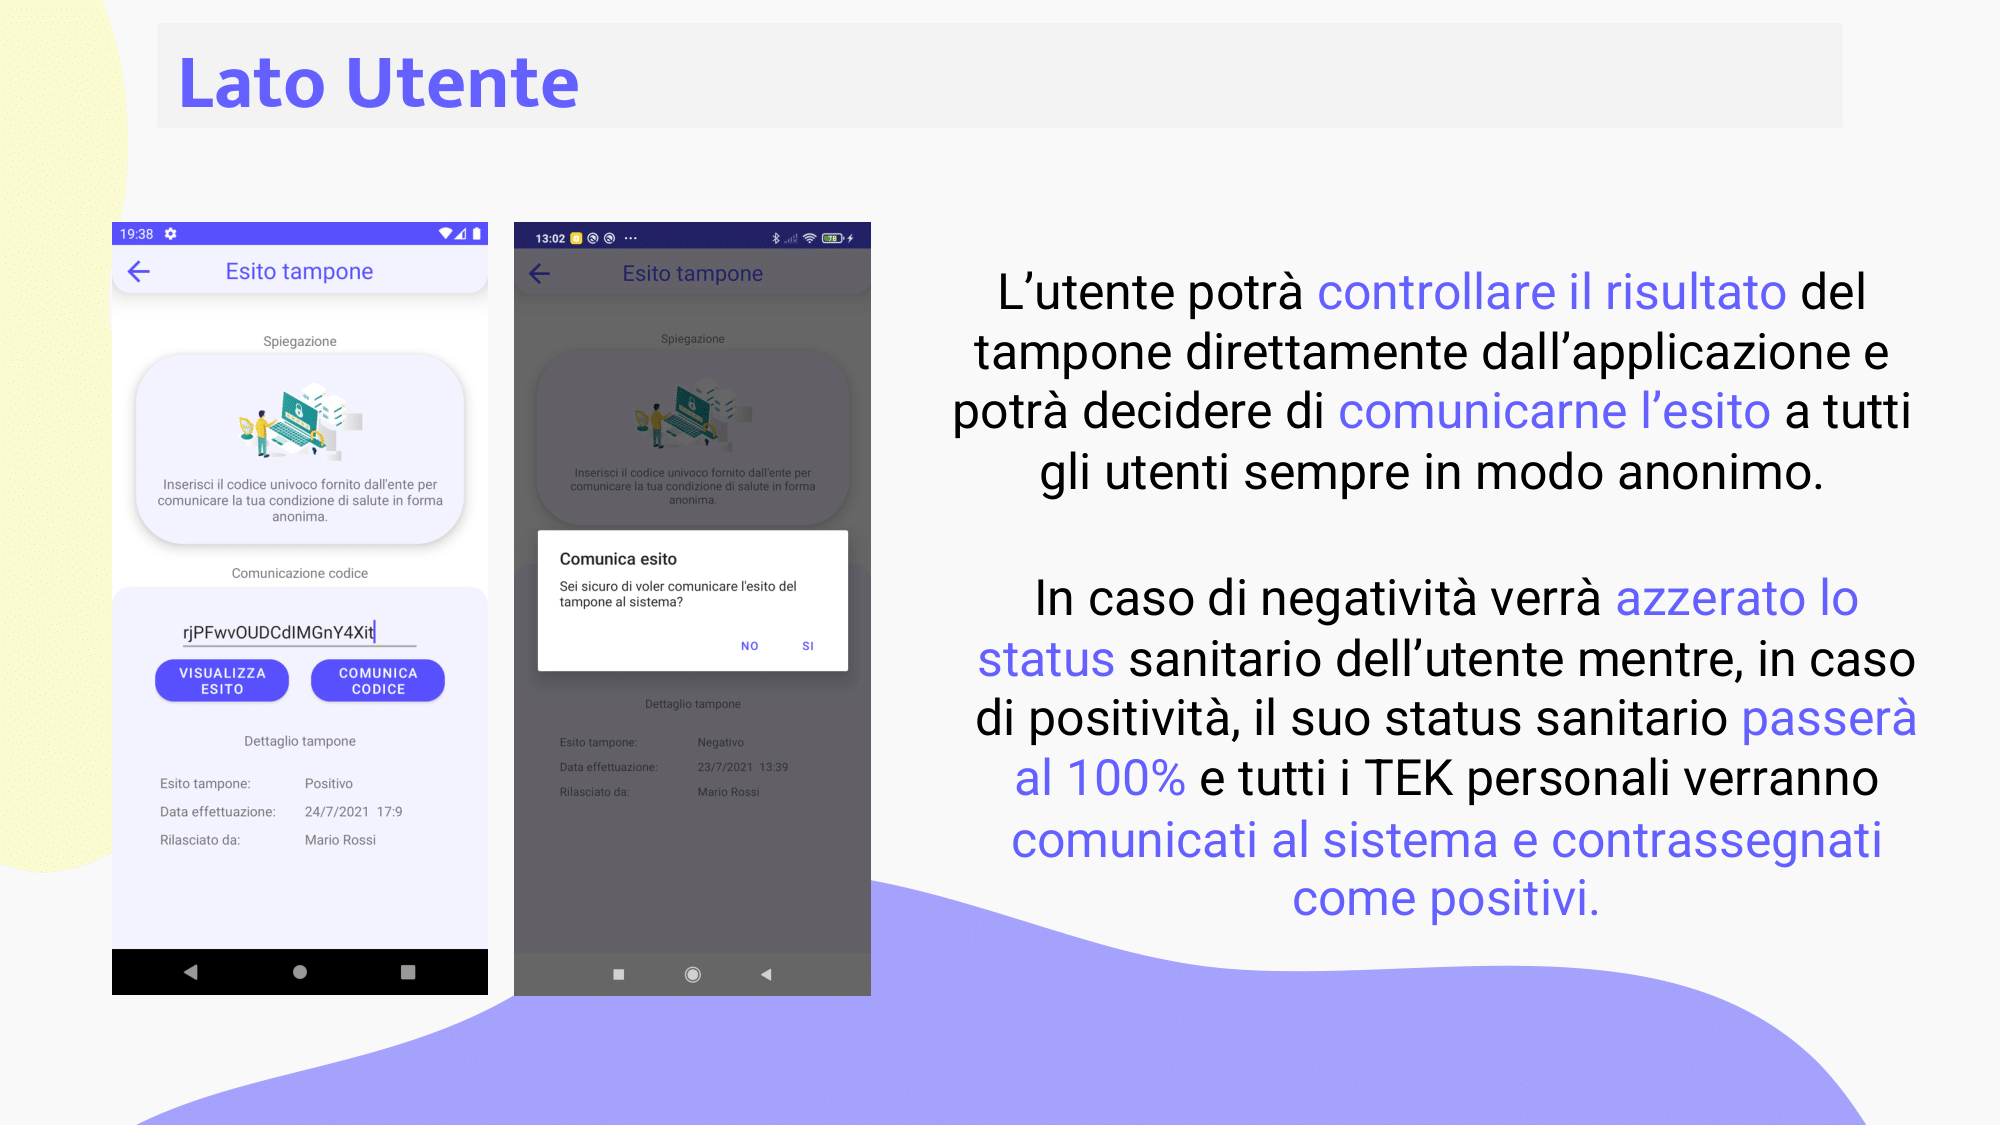 Lato Utente
19:38
Esito tampone
Spiegazione
Inserisci il codice univoco fornito dall'ente per
comunicare la tua condizione di salute in forma
anonima.
Comunicazione codice
rjPFwvOUDCdIMGnY4Xit
VISUALIZZA
ESITO
COMUNICA
CODICE
Dettaglio tampone
Esito tampone: Positivo
Data effettuazione: 24/7/2021 17:9
Rilasciato da: Mario Rossi
13:02 ··· 78
Esito tampone
Spiegazione
Inserisci il codice univoco fornito dall'ente per
comunicare la tua condizione di salute in forma
anonima.
Comunica esito
Sei sicuro di voler comunicare l'esito del
tampone al sistema?
NO SI
Dettaglio tampone
Esito tampone: Negativo
Data effettuazione: 23/7/2021 13:39
Rilasciato da: Mario Rossi
L’utente potrà controllare il risultato del
tampone direttamente dall’applicazione e
potrà decidere di comunicarne l’esito a tutti
gli utenti sempre in modo anonimo.
In caso di negatività verrà azzerato lo
status sanitario dell’utente mentre, in caso
di positività, il suo status sanitario passerà
al 100% e tutti i TEK personali verranno
comunicati al sistema e contrassegnati
come positivi.